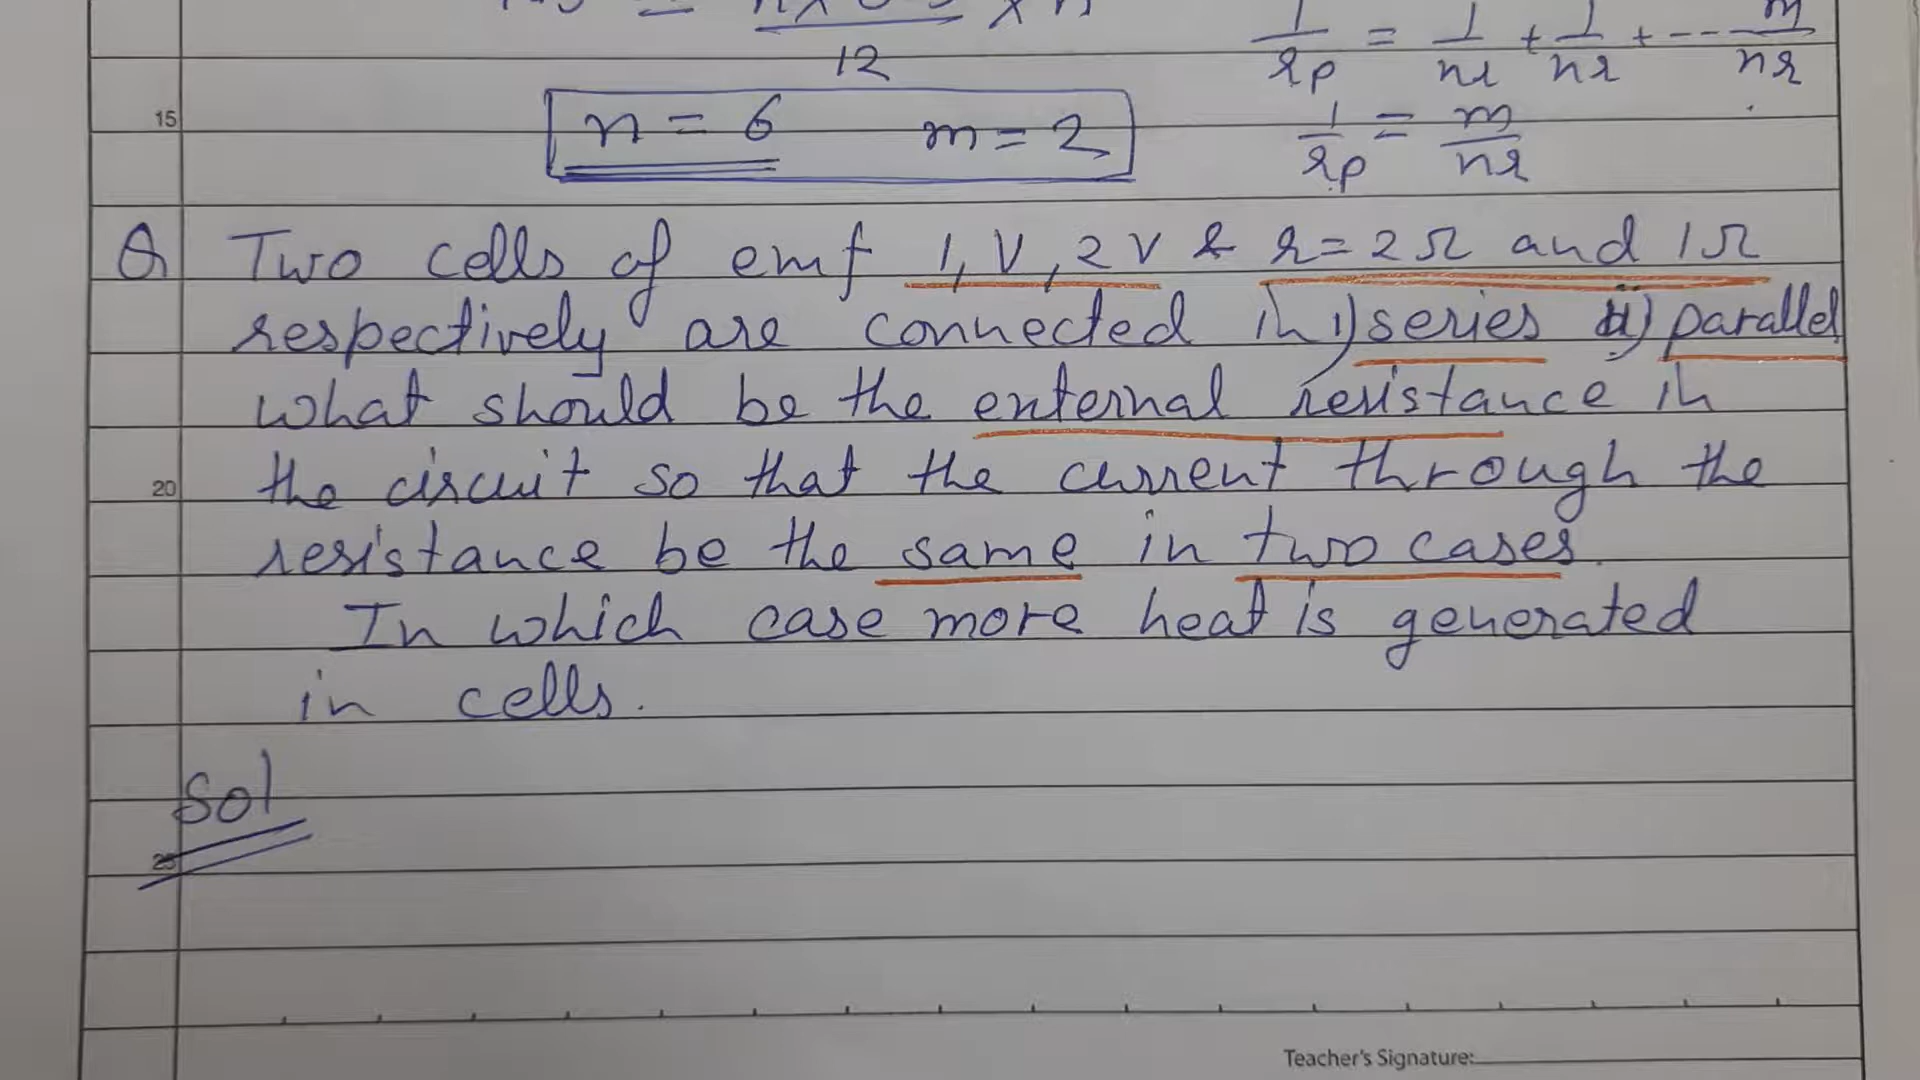 12
1/rp = 1/nr + 1/nr + --- m/nr
15
n = 6 m = 2
1/rp = m/nr
Q Two cells of emf 1, V, 2 V & r = 2 Ω and 1 Ω
respectively are connected in i) series ii) parallel
what should be the external resistance in
20 the circuit so that the current through the
resistance be the same in two cases.
In which case more heat is generated
in cells.
Sol
25
Teacher's Signature: